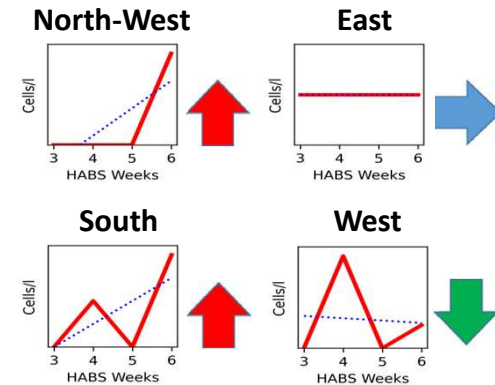 North-West
Cells/l
3 4 5 6
HABS Weeks
East
Cells/l
3 4 5 6
HABS Weeks
South
Cells/l
3 4 5 6
HABS Weeks
West
Cells/l
3 4 5 6
HABS Weeks